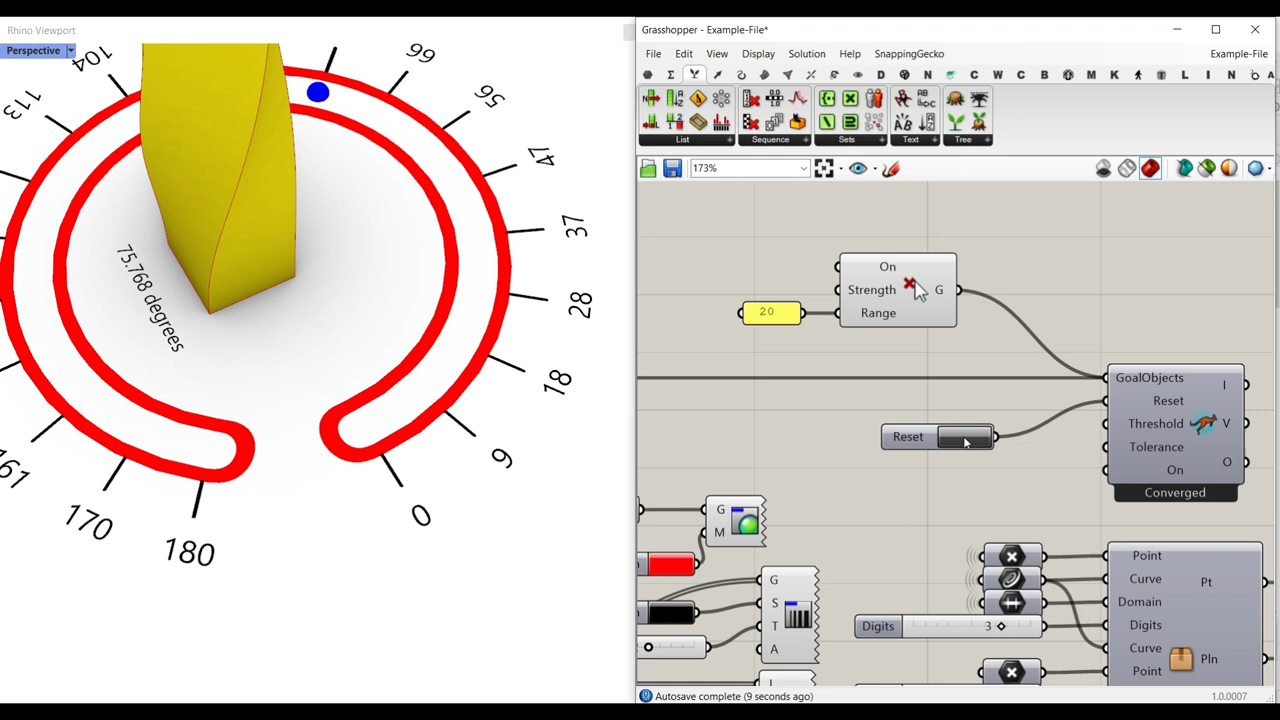 Rhino Viewport
Perspective
104
113
66
56
47
37
28
18
9
0
180
170
161
75.768 degrees
Grasshopper - Example-File*
File Edit View Display Solution Help SnappingGecko Example-File
D N C W C B M K L I N A
List Sequence Sets Text Tree
173%
On
Strength G
Range
20
GoalObjects I
Reset
Threshold V
Tolerance
On O
Converged
Reset
G
M
G
S
T
A
Point
Curve Pt
Domain
Digits
Curve Pln
Point
Digits 3
Autosave complete (9 seconds ago) 1.0.0007